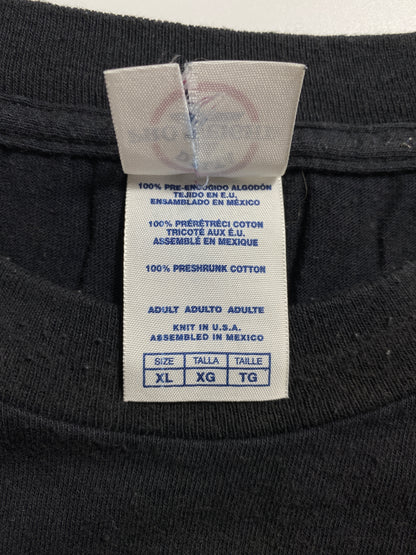 100% PRE-ENCOGIDO ALGODÓN
TEJIDO EN E.U.
ENSAMBLADO EN MÉXICO
100% PRÉRÉTRÉCI COTON
TRICOTÉ AUX É.U.
ASSEMBLÉ EN MEXIQUE
100% PRESHRUNK COTTON
ADULT ADULTO ADULTE
KNIT IN U.S.A.
ASSEMBLED IN MEXICO
SIZE TALLA TAILLE
XL XG TG